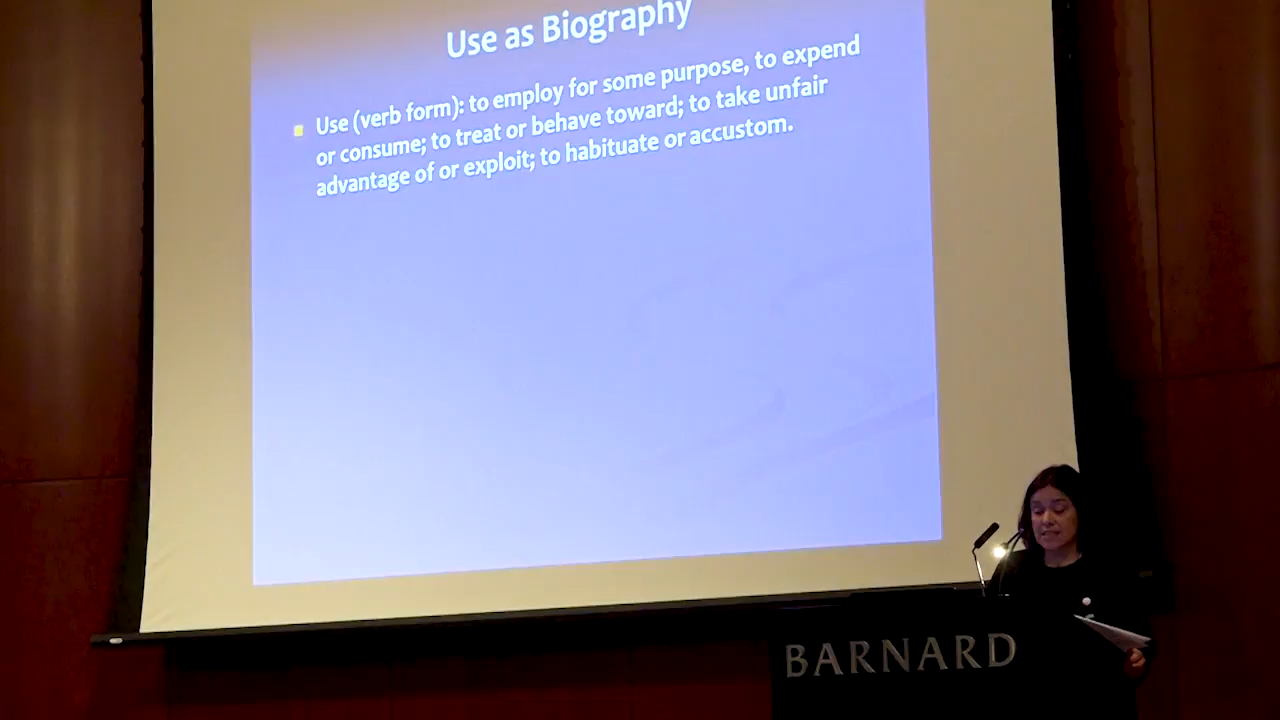 Use as Biography
Use (verb form): to employ for some purpose, to expend
or consume; to treat or behave toward; to take unfair
advantage of or exploit; to habituate or accustom.
BARNARD